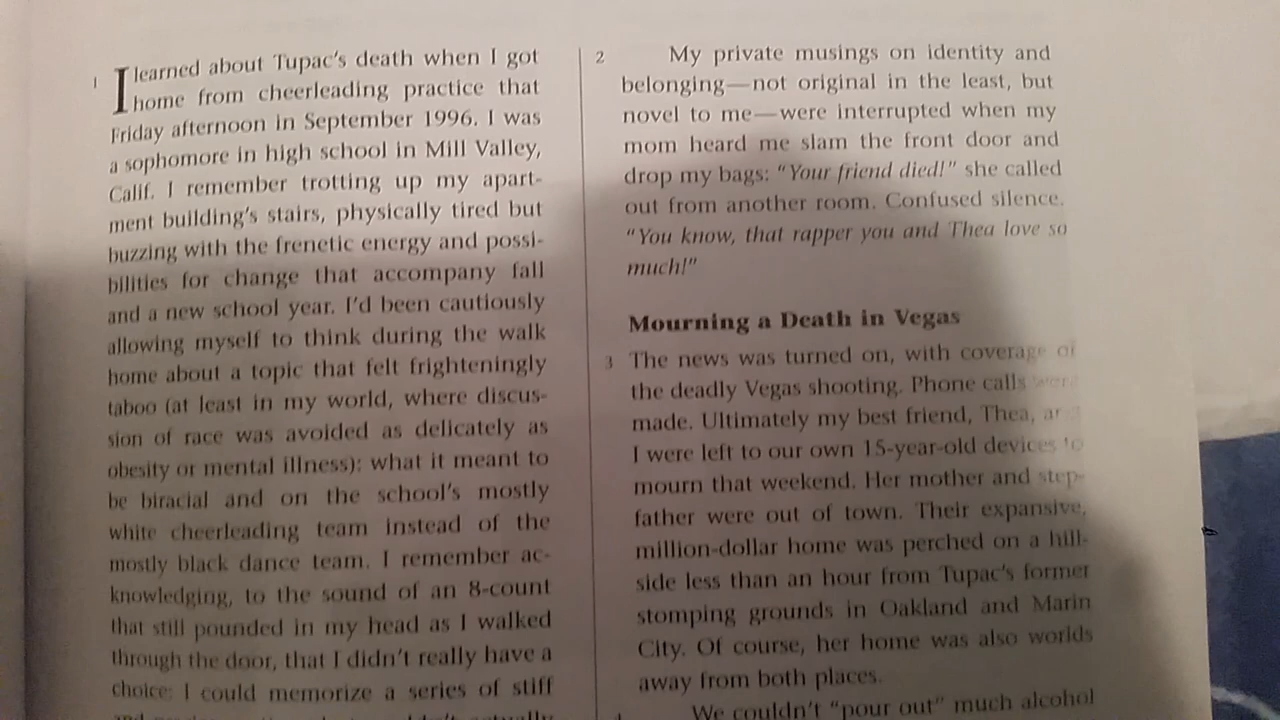 1
I learned about Tupac's death when I got
home from cheerleading practice that
Friday afternoon in September 1996. I was
a sophomore in high school in Mill Valley,
Calif. I remember trotting up my apart-
ment building's stairs, physically tired but
buzzing with the frenetic energy and possi-
bilities for change that accompany fall
and a new school year. I'd been cautiously
allowing myself to think during the walk
home about a topic that felt frighteningly
taboo (at least in my world, where discus-
sion of race was avoided as delicately as
obesity or mental illness): what it meant to
be biracial and on the school's mostly
white cheerleading team instead of the
mostly black dance team. I remember ac-
knowledging, to the sound of an 8-count
that still pounded in my head as I walked
through the door, that I didn't really have a
choice: I could memorize a series of stiff
2
My private musings on identity and
belonging—not original in the least, but
novel to me—were interrupted when my
mom heard me slam the front door and
drop my bags: "Your friend died!" she called
out from another room. Confused silence.
"You know, that rapper you and Thea love so
much!"
Mourning a Death in Vegas
3
The news was turned on, with coverage of
the deadly Vegas shooting. Phone calls were
made. Ultimately my best friend, Thea, and
I were left to our own 15-year-old devices to
mourn that weekend. Her mother and step-
father were out of town. Their expansive,
million-dollar home was perched on a hill-
side less than an hour from Tupac's former
stomping grounds in Oakland and Marin
City. Of course, her home was also worlds
away from both places.
We couldn't "pour out" much alcohol